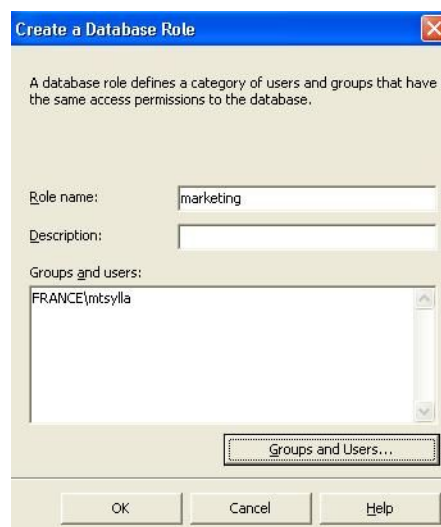 Create a Database Role
A database role defines a category of users and groups that have
the same access permissions to the database.
Role name:
marketing
Description:
Groups and users:
FRANCE\mtsylla
Groups and Users...
OK
Cancel
Help